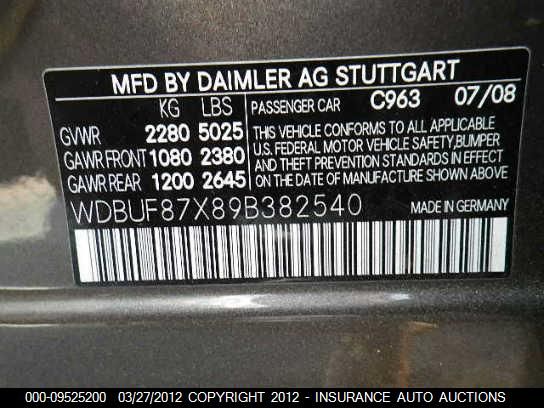 MFD BY DAIMLER AG STUTTGART
KG LBS PASSENGER CAR C963 07/08
GVWR 2280 5025
GAWR FRONT 1080 2380
GAWR REAR 1200 2645
THIS VEHICLE CONFORMS TO ALL APPLICABLE
U.S. FEDERAL MOTOR VEHICLE SAFETY, BUMPER
AND THEFT PREVENTION STANDARDS IN EFFECT
ON THE DATE OF MANUFACTURE SHOWN ABOVE.
WDBUF87X89B382540 MADE IN GERMANY
000-09525200 03/27/2012 COPYRIGHT 2012 - INSURANCE AUTO AUCTIONS